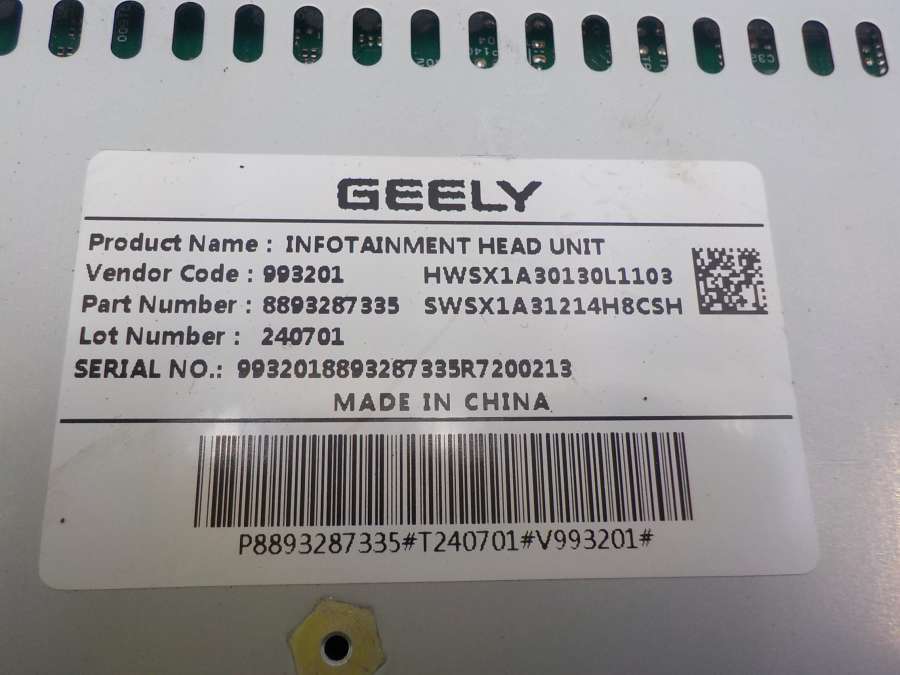 GEELY
Product Name : INFOTAINMENT HEAD UNIT
Vendor Code : 993201 HWSX1A30130L1103
Part Number : 8893287335 SWSX1A31214H8CSH
Lot Number : 240701
SERIAL NO.: 9932018893287335R7200213
MADE IN CHINA
P8893287335#T240701#V993201#